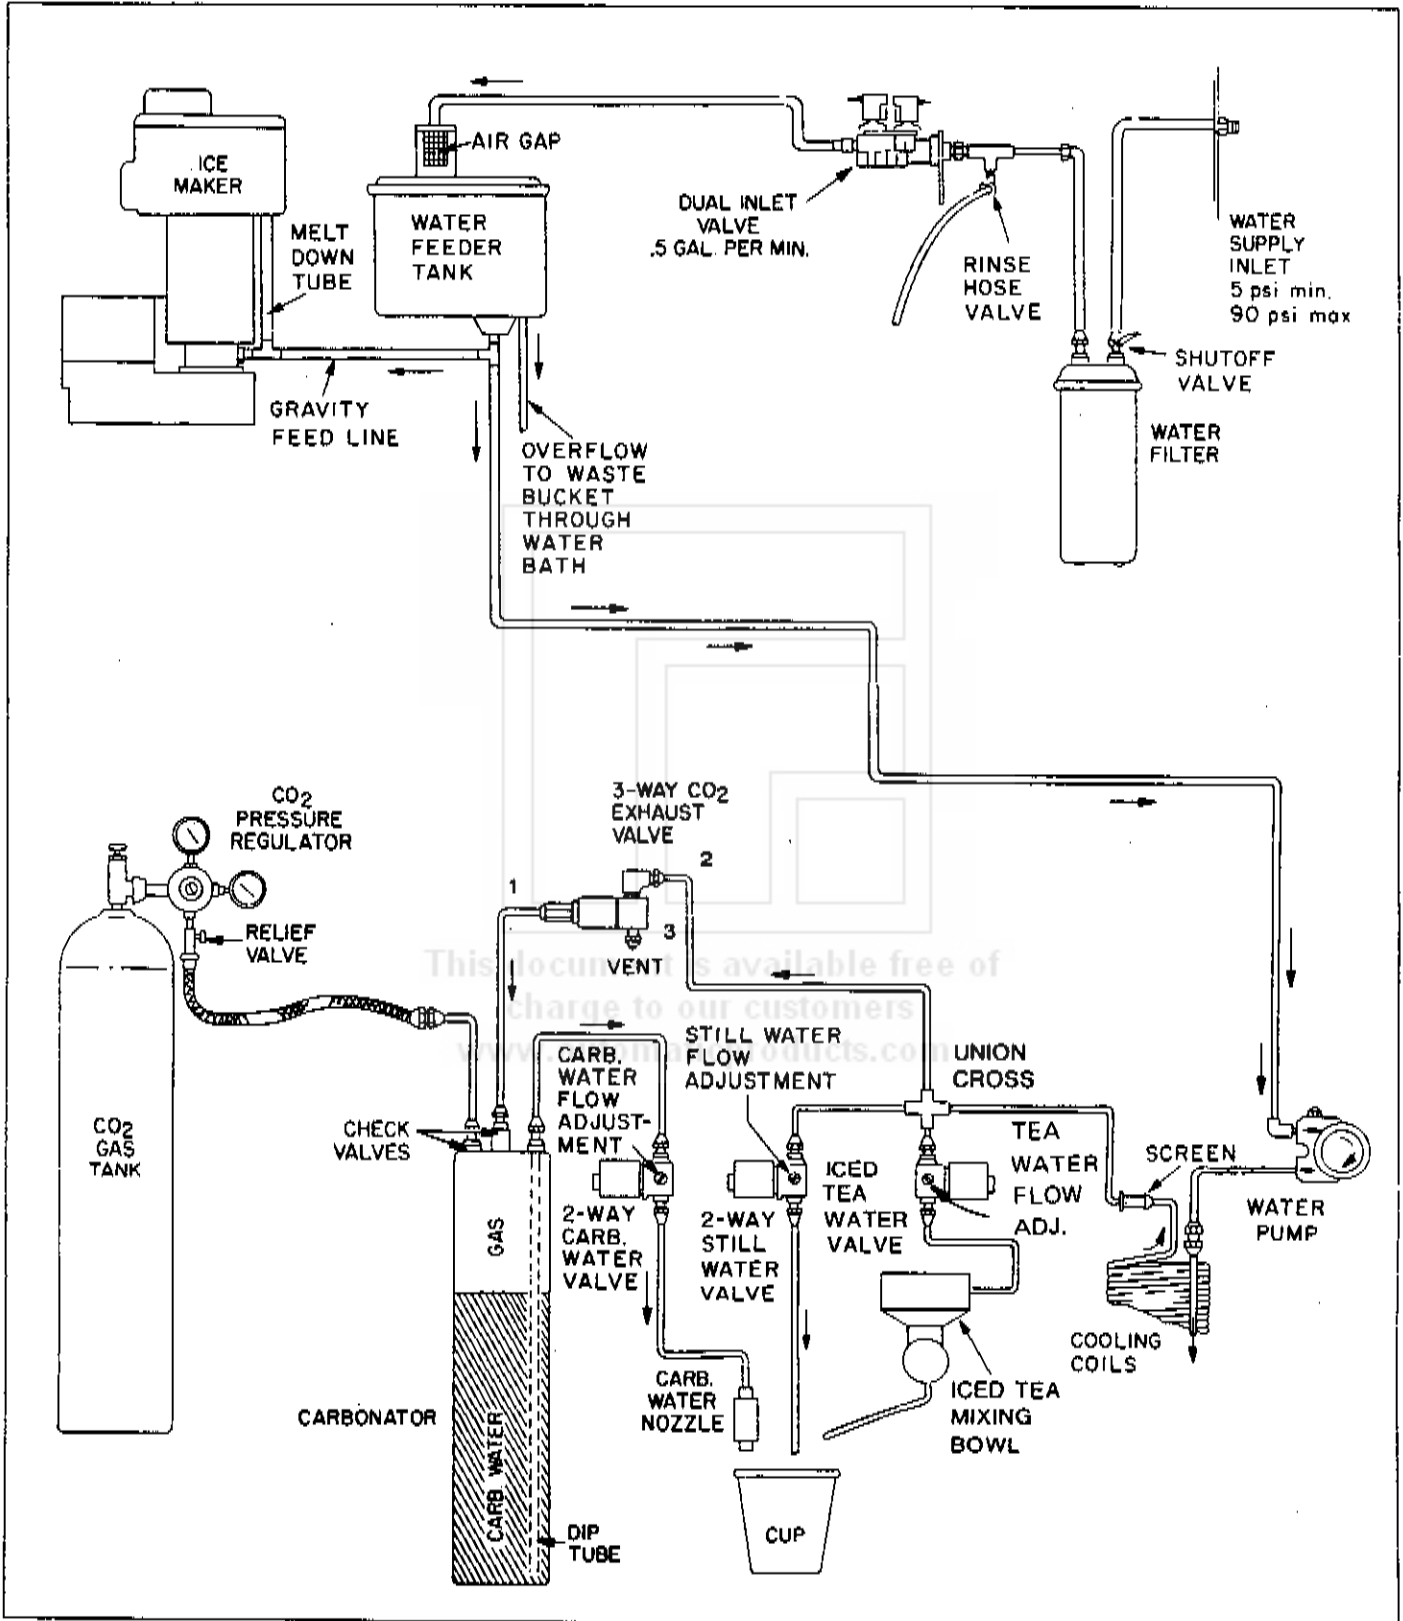 ICE
MAKER
AIR GAP
WATER
FEEDER
TANK
MELT
DOWN
TUBE
DUAL INLET
VALVE
.5 GAL. PER MIN.
RINSE
HOSE
VALVE
WATER
SUPPLY
INLET
5 psi min.
90 psi max
SHUTOFF
VALVE
WATER
FILTER
GRAVITY
FEED LINE
OVERFLOW
TO WASTE
BUCKET
THROUGH
WATER
BATH
CO2
PRESSURE
REGULATOR
3-WAY CO2
EXHAUST
VALVE
1
2
3
VENT
RELIEF
VALVE
This document is available free of
charge to our customers
www.automaticproducts.com
CARB.
WATER
FLOW
ADJUST-
MENT
STILL WATER
FLOW
ADJUSTMENT
UNION
CROSS
CO2
GAS
TANK
CHECK
VALVES
TEA
WATER
FLOW
ADJ.
SCREEN
ICED
TEA
WATER
VALVE
2-WAY
CARB.
WATER
VALVE
2-WAY
STILL
WATER
VALVE
WATER
PUMP
GAS
COOLING
COILS
CARB.
WATER
NOZZLE
ICED TEA
MIXING
BOWL
CARBONATOR
CARB WATER
DIP
TUBE
CUP